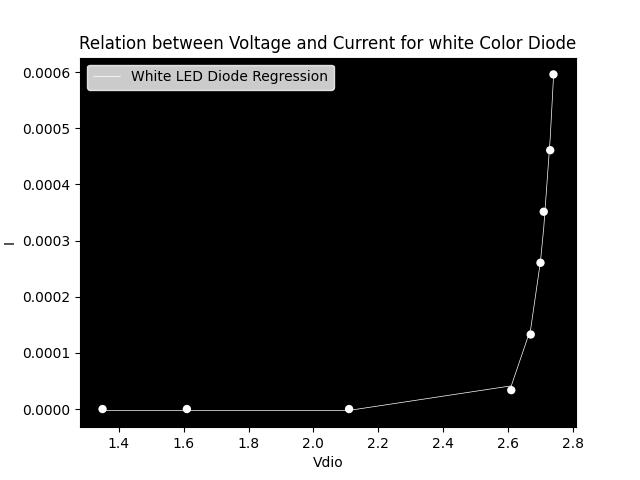 Relation between Voltage and Current for white Color Diode
White LED Diode Regression
0.0006
0.0005
0.0004
0.0003
0.0002
0.0001
0.0000
I
1.4 1.6 1.8 2.0 2.2 2.4 2.6 2.8
Vdio